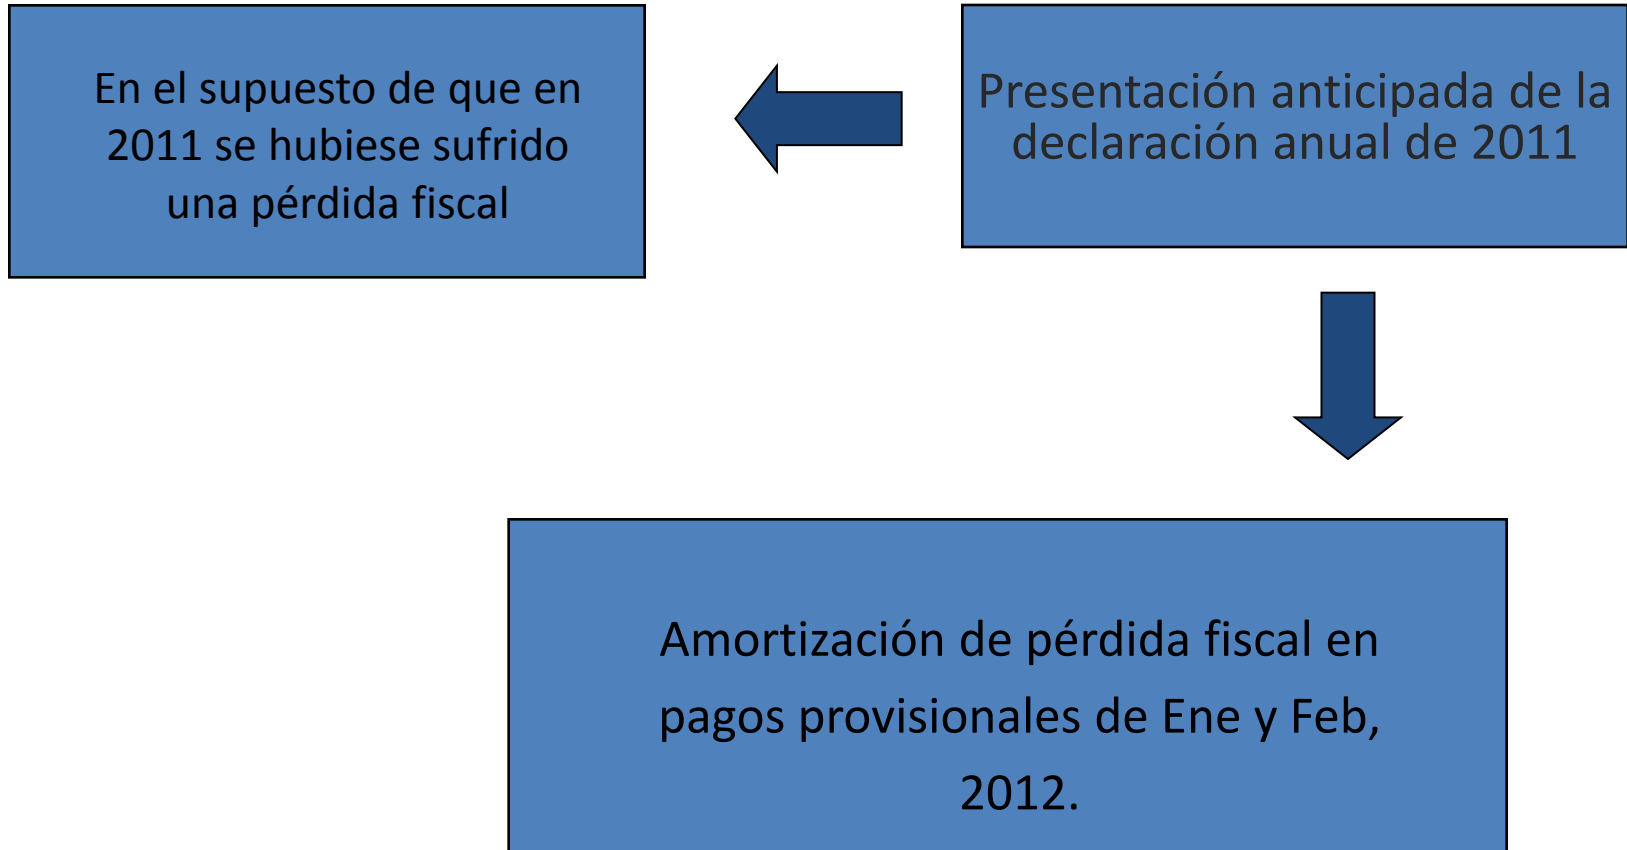 En el supuesto de que en
2011 se hubiese sufrido
una pérdida fiscal
Presentación anticipada de la
declaración anual de 2011
Amortización de pérdida fiscal en
pagos provisionales de Ene y Feb,
2012.